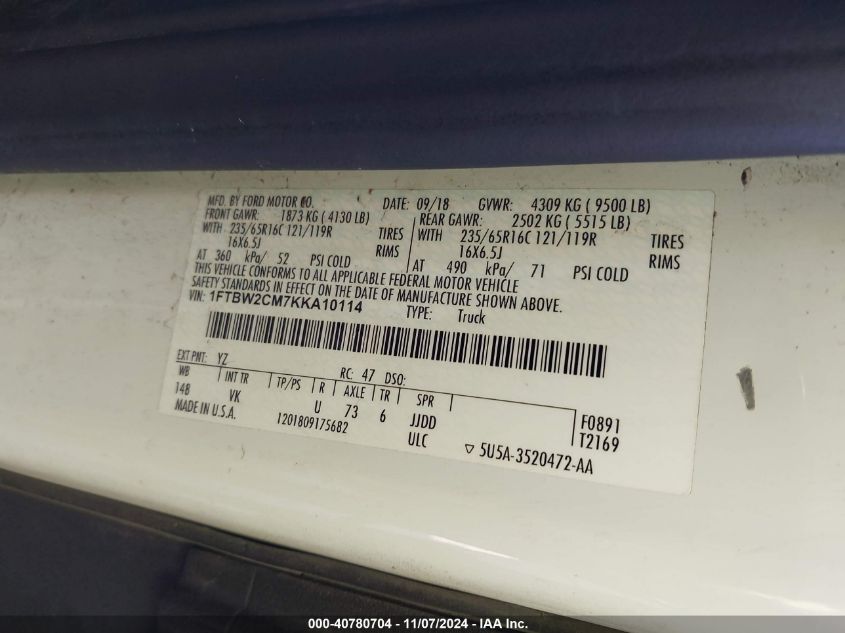 MFD. BY FORD MOTOR CO. DATE: 09/18 GVWR: 4309 KG ( 9500 LB)
FRONT GAWR: 1873 KG ( 4130 LB) REAR GAWR: 2502 KG ( 5515 LB)
WITH 235/65R16C 121/119R TIRES WITH 235/65R16C 121/119R TIRES
16X6.5J RIMS 16X6.5J RIMS
AT 360 kPa/ 52 PSI COLD AT 490 kPa/ 71 PSI COLD
THIS VEHICLE CONFORMS TO ALL APPLICABLE FEDERAL MOTOR VEHICLE
SAFETY STANDARDS IN EFFECT ON THE DATE OF MANUFACTURE SHOWN ABOVE.
VIN: 1FTBW2CM7KKA10114 TYPE: Truck
EXT PNT: YZ RC: 47 DSO:
WB INT TR TP/PS R AXLE TR SPR
148 VK U 73 6 JJDD F0891
MADE IN U.S.A. 1201809175682 ULC T2169
5U5A-3520472-AA
000-40780704 - 11/07/2024 - IAA Inc.